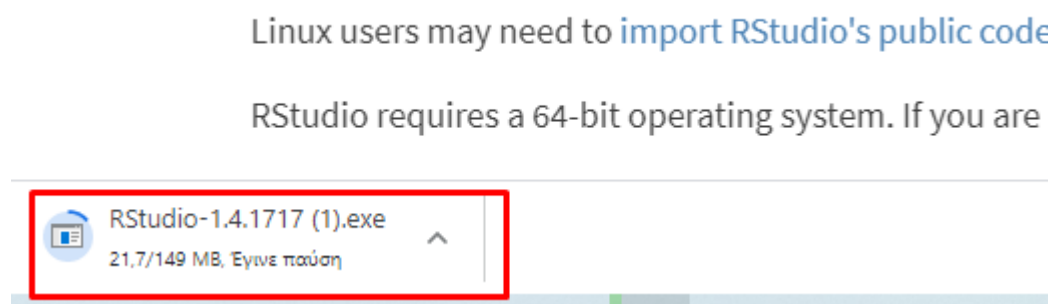 Linux users may need to import RStudio's public code
RStudio requires a 64-bit operating system. If you are
RStudio-1.4.1717 (1).exe
21,7/149 MB, Έγινε παύση